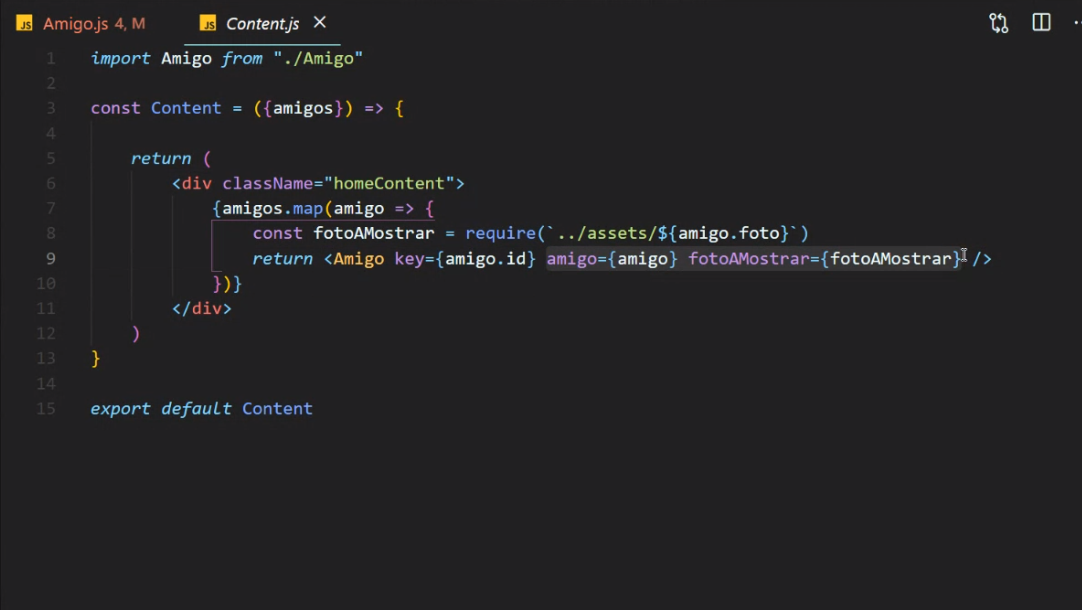 JS Amigo.js 4, M JS Content.js ×
1 import Amigo from "./Amigo"
2
3 const Content = ({amigos}) => {
4
5 return (
6 <div className="homeContent">
7 {amigos.map(amigo => {
8 const fotoAMostrar = require(`../assets/${amigo.foto}`)
9 return <Amigo key={amigo.id} amigo={amigo} fotoAMostrar={fotoAMostrar} />
10 })}
11 </div>
12 )
13 }
14
15 export default Content